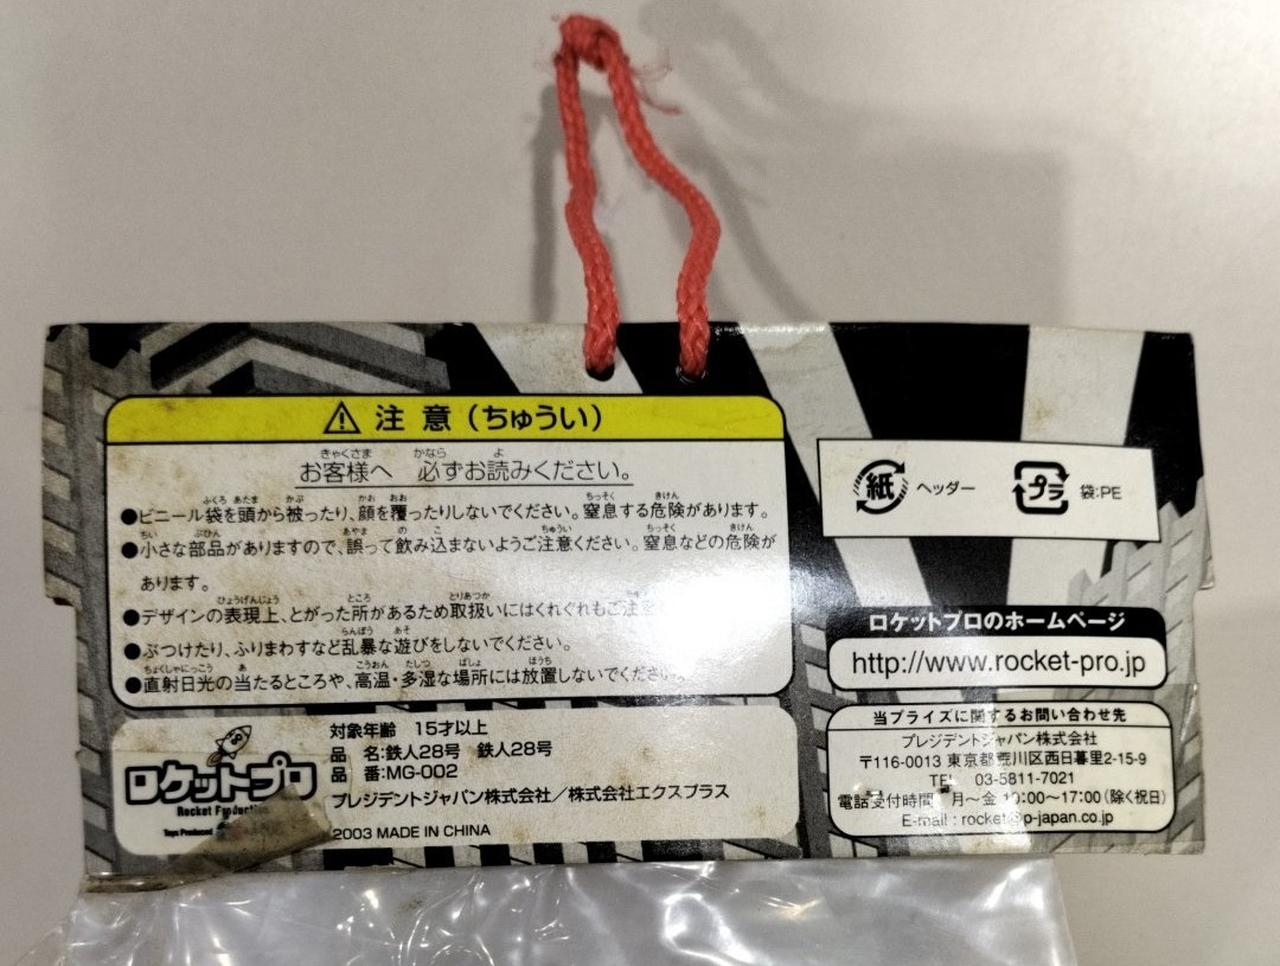 ⚠ 注意(ちゅうい)
お客様へ 必ずお読みください。
●ビニール袋を頭から被ったり、顔を覆ったりしないでください。窒息する危険があります。
●小さな部品がありますので、誤って飲み込まないようご注意ください。窒息などの危険が
あります。
●デザインの表現上、とがった所があるため取扱いにはくれぐれもご注
●ぶつけたり、ふりまわすなど乱暴な遊びをしないでください。
●直射日光の当たるところや、高温・多湿な場所には放置しないでくださ
ロケットプロ
Rocket
Toys Produced
対象年齢 15才以上
品 名:鉄人28号 鉄人28号
品 番:MG-002
プレジデントジャパン株式会社/株式会社エクスプラス
2003 MADE IN CHINA
紙 ヘッダー
プラ 袋:PE
ロケットプロのホームページ
http://www.rocket-pro.jp
当プライズに関するお問い合わせ先
プレジデントジャパン株式会社
〒116-0013 東京都荒川区西日暮里2-15-9
TEL 03-5811-7021
電話受付時間 月〜金 10:00〜17:00(除く祝日)
E-mail : rocket@p-japan.co.jp